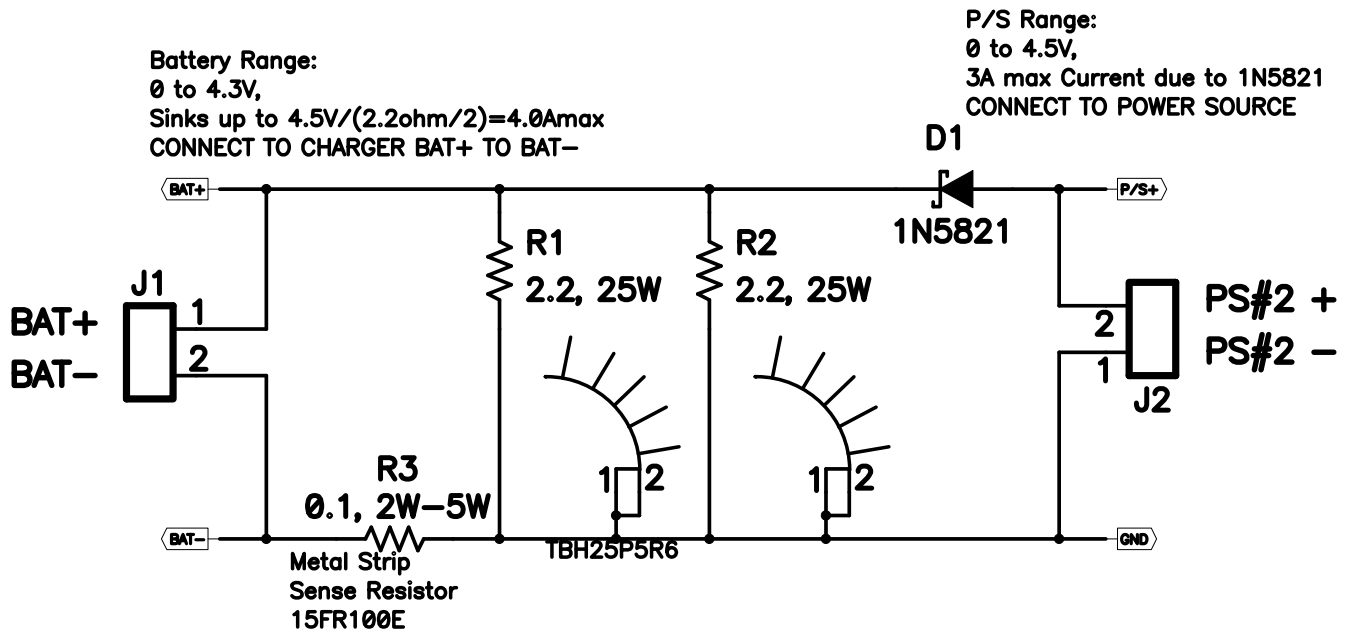 P/S Range:
0 to 4.5V,
3A max Current due to 1N5821
CONNECT TO POWER SOURCE
Battery Range:
0 to 4.3V,
Sinks up to 4.5V/(2.2ohm/2)=4.0Amax
CONNECT TO CHARGER BAT+ TO BAT-
D1
BAT+
P/S+
1N5821
R1
2.2, 25W
R2
2.2, 25W
J1
1
2
BAT+
BAT-
2
1
PS#2 +
PS#2 -
J2
R3
0.1, 2W-5W
1 2
1 2
BAT-
GND
TBH25P5R6
Metal Strip
Sense Resistor
15FR100E